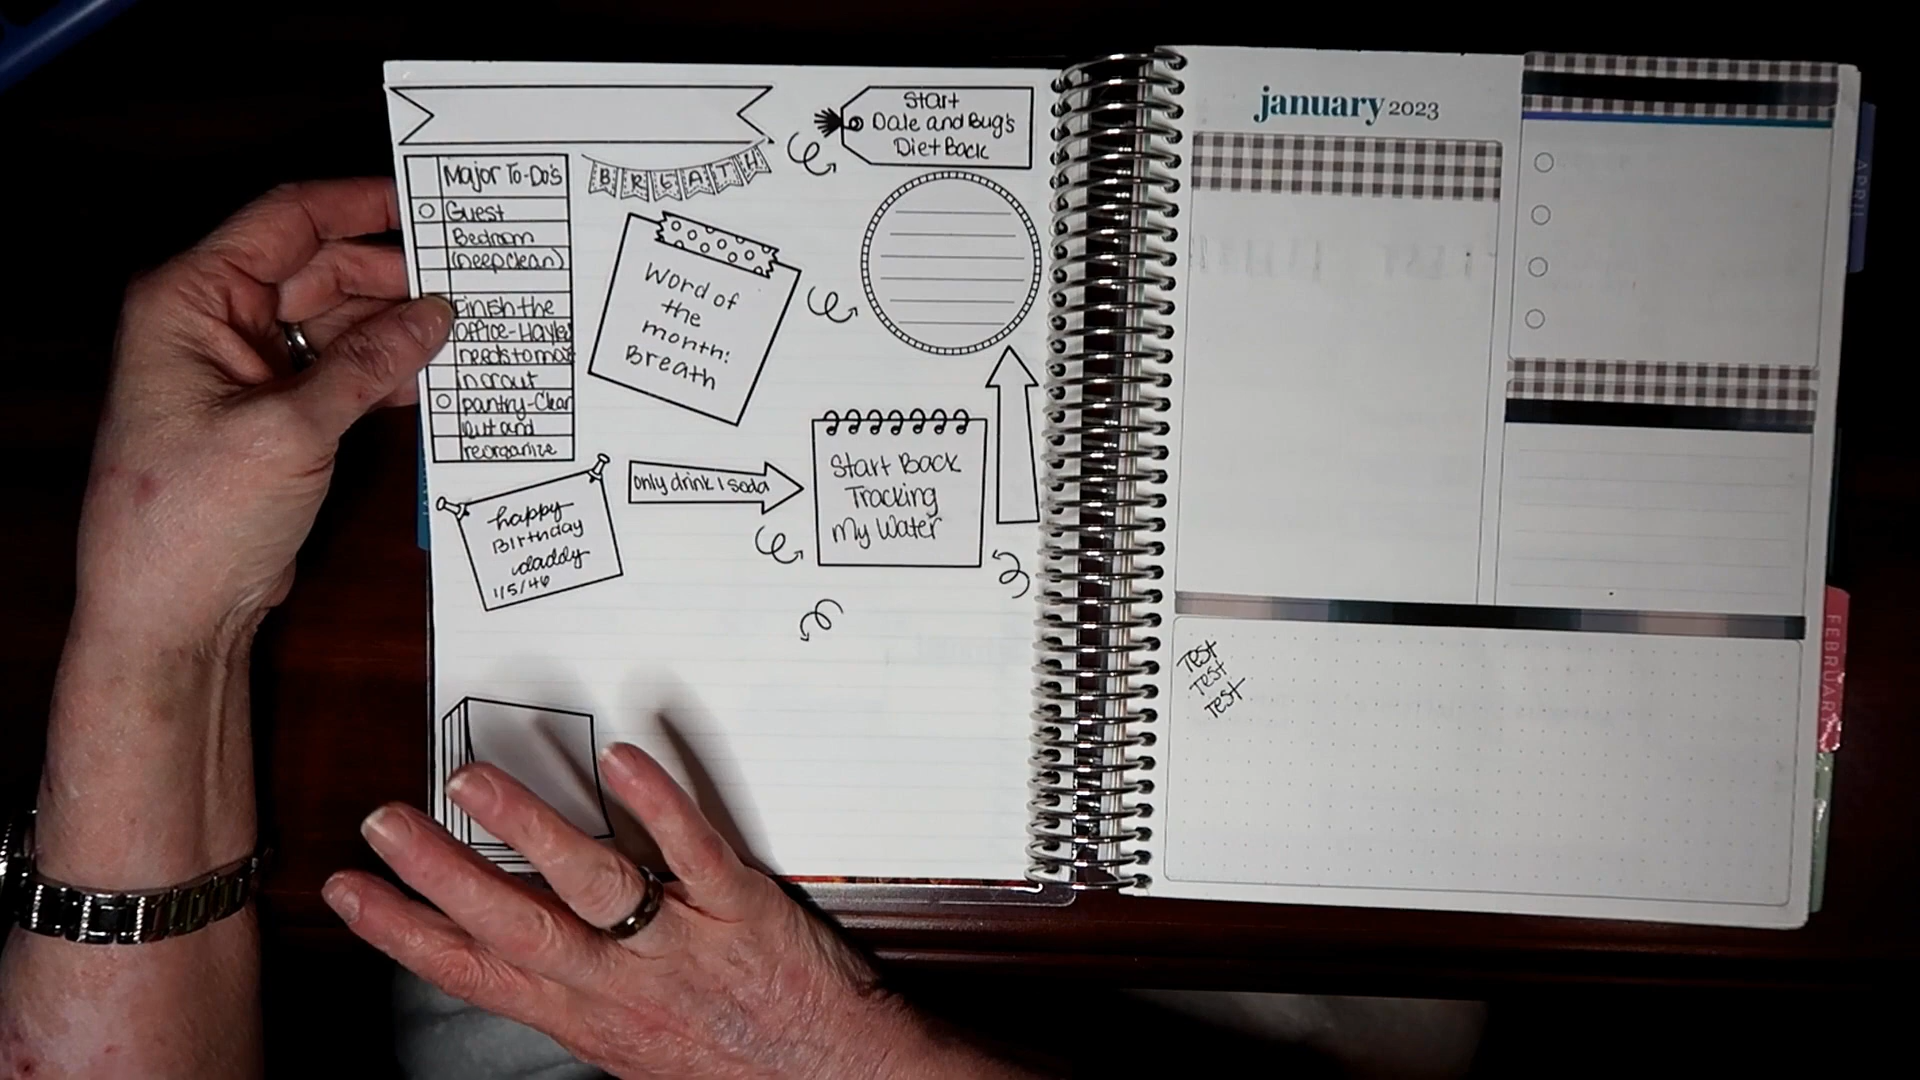 Start
Dale and Bug's
Diet Back
Major To-Do's
Guest
Bedroom
(Deep clean)
Finish the
office-Hayley
needs to move
in or out
pantry-Clean
out and
reorganize
BREATH
Word of
the
month:
Breath
only drink 1 soda
Start Back
Tracking
My Water
happy
Birthday
daddy
1/5/46
january 2023
Test
Test
Test
APRIL
FEBRUARY